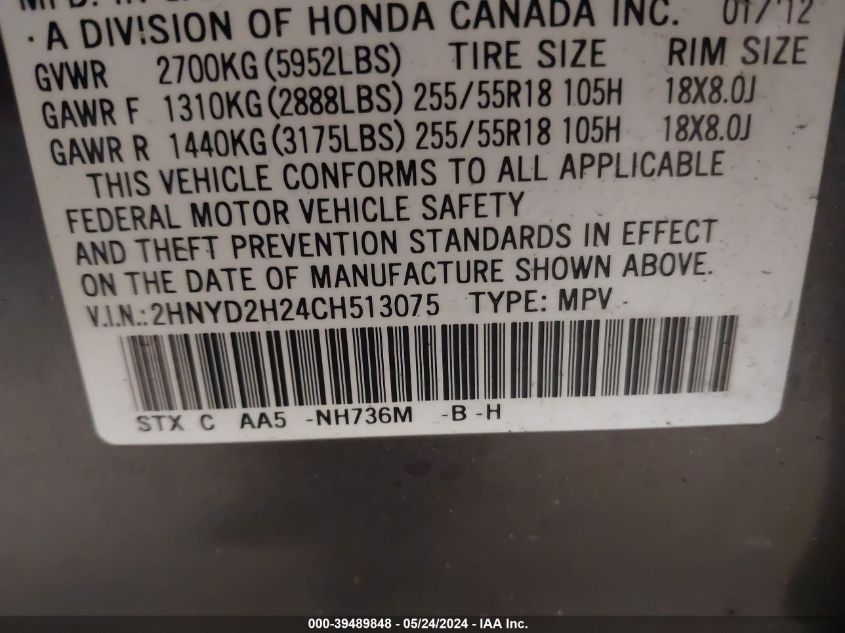 · A DIVISION OF HONDA CANADA INC. 01/12
GVWR 2700KG (5952LBS) TIRE SIZE RIM SIZE
GAWR F 1310KG (2888LBS) 255/55R18 105H 18X8.0J
GAWR R 1440KG (3175LBS) 255/55R18 105H 18X8.0J
THIS VEHICLE CONFORMS TO ALL APPLICABLE
FEDERAL MOTOR VEHICLE SAFETY
AND THEFT PREVENTION STANDARDS IN EFFECT
ON THE DATE OF MANUFACTURE SHOWN ABOVE.
V.I.N.: 2HNYD2H24CH513075 TYPE: MPV
STX C AA5 -NH736M -B -H
000-39489848 - 05/24/2024 - IAAI Inc.